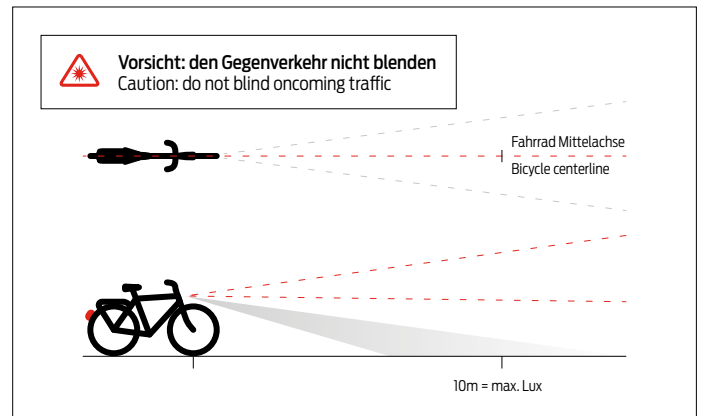 Vorsicht: den Gegenverkehr nicht blenden
Caution: do not blind oncoming traffic
Fahrrad Mittelachse
Bicycle centerline
10m = max. Lux